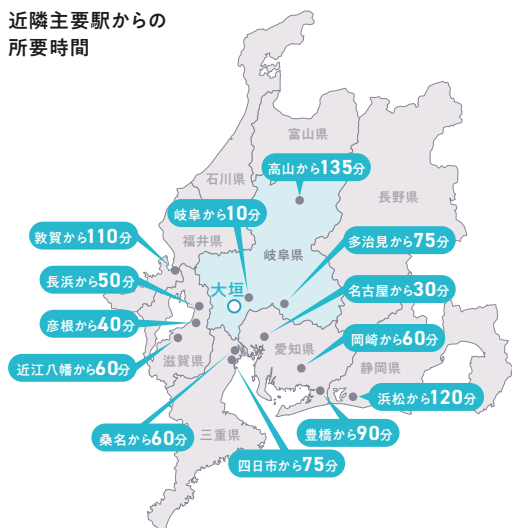 近隣主要駅からの
所要時間
富山県
高山から135分
石川県
長野県
岐阜から10分
敦賀から110分
福井県
多治見から75分
岐阜県
長浜から50分
大垣
名古屋から30分
彦根から40分
岡崎から60分
愛知県
近江八幡から60分
滋賀県
静岡県
浜松から120分
桑名から60分
三重県
豊橋から90分
四日市から75分